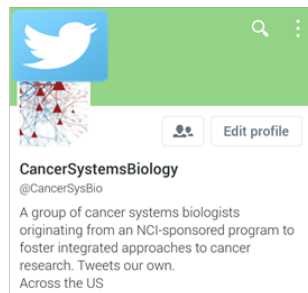 Edit profile
CancerSystemsBiology
@CancerSysBio
A group of cancer systems biologists
originating from an NCI-sponsored program to
foster integrated approaches to cancer
research. Tweets our own.
Across the US